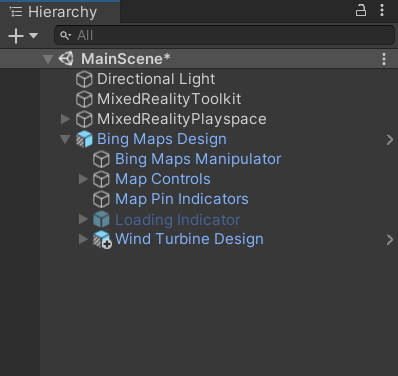 Hierarchy
All
MainScene*
Directional Light
MixedRealityToolkit
MixedRealityPlayspace
Bing Maps Design
Bing Maps Manipulator
Map Controls
Map Pin Indicators
Loading Indicator
Wind Turbine Design